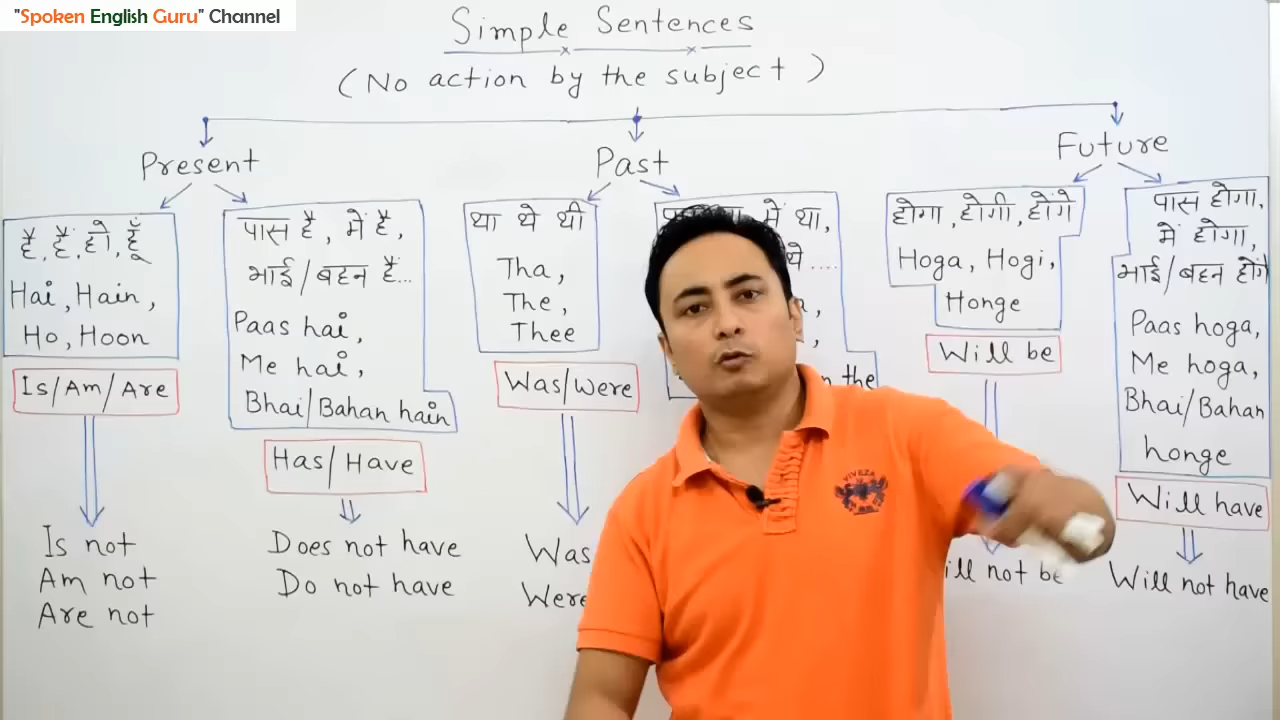 "Spoken English Guru" Channel
Simple Sentences
(No action by the subject)
Present
Past
Future
है, हैं, हो, हूँ
Hai, Hain,
Ho, Hoon
Is/Am/Are
Is not
Am not
Are not
पास है, में है,
भाई/बहन हैं...
Paas hai,
Me hai,
Bhai/Bahan hain
Has/Have
Does not have
Do not have
था थे थी
Tha,
The,
Thee
Was/Were
Was
Were
में था,
थे....
the
होगा, होगी, होंगे
Hoga, Hogi,
Honge
Will be
not be
पास होगा,
में होगा,
भाई/बहन होंगे
Paas hoga,
Me hoga,
Bhai/Bahan
honge
Will have
Will not have
VIVEZA